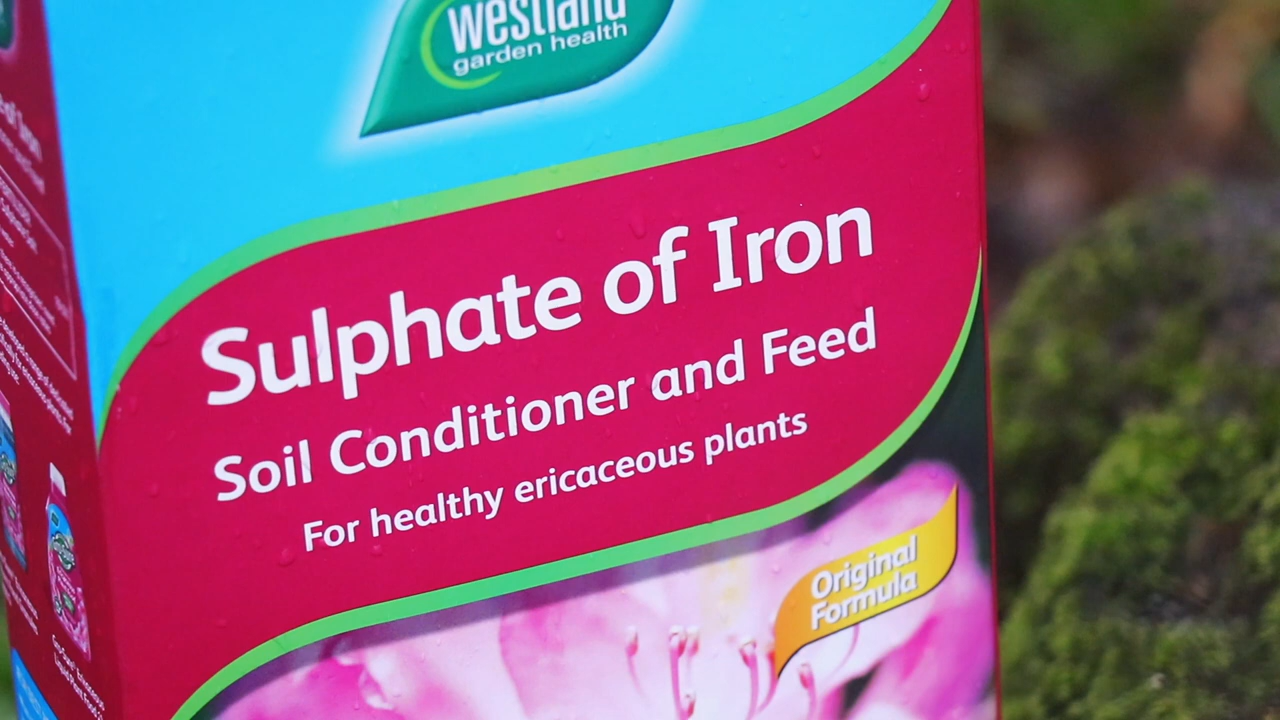 westland
garden health
Sulphate of Iron
Soil Conditioner and Feed
For healthy ericaceous plants
Original
Formula